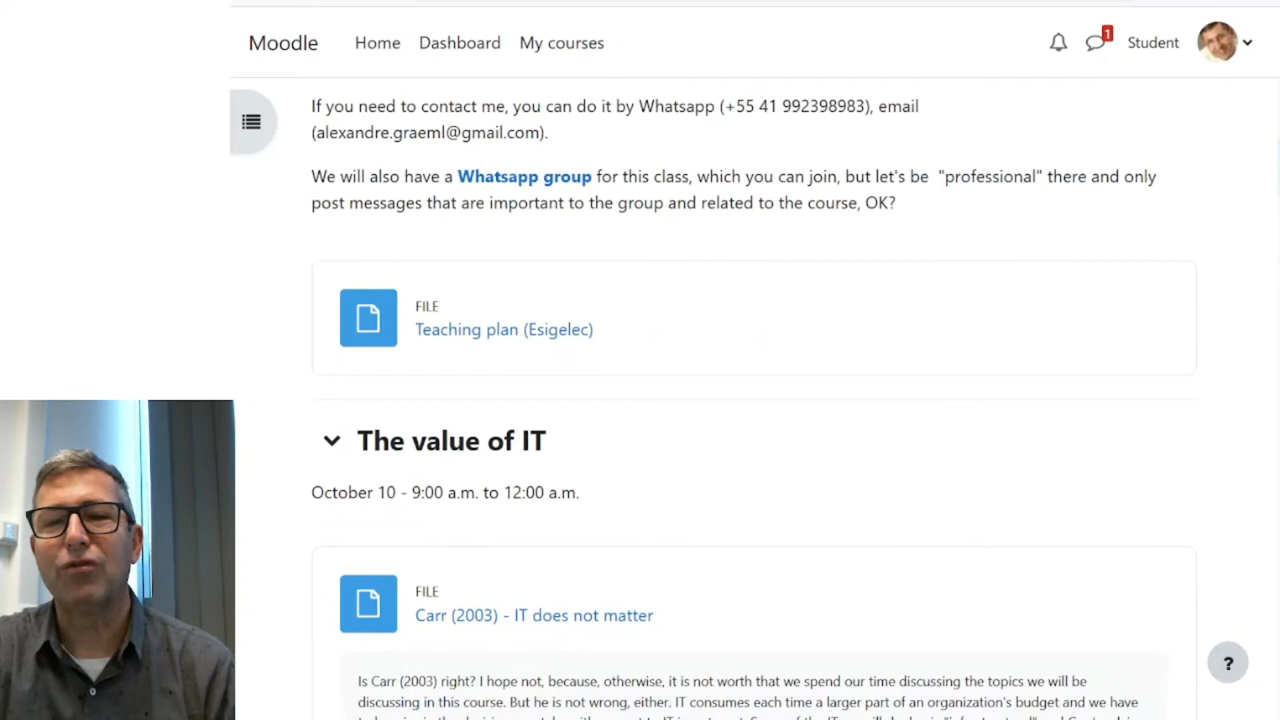 Moodle Home Dashboard My courses 1 Student
If you need to contact me, you can do it by Whatsapp (+55 41 992398983), email
(alexandre.graeml@gmail.com).
We will also have a Whatsapp group for this class, which you can join, but let's be "professional" there and only
post messages that are important to the group and related to the course, OK?
FILE
Teaching plan (Esigelec)
The value of IT
October 10 - 9:00 a.m. to 12:00 a.m.
FILE
Carr (2003) - IT does not matter
?
Is Carr (2003) right? I hope not, because, otherwise, it is not worth that we spend our time discussing the topics we will be
discussing in this course. But he is not wrong, either. IT consumes each time a larger part of an organization's budget and we have